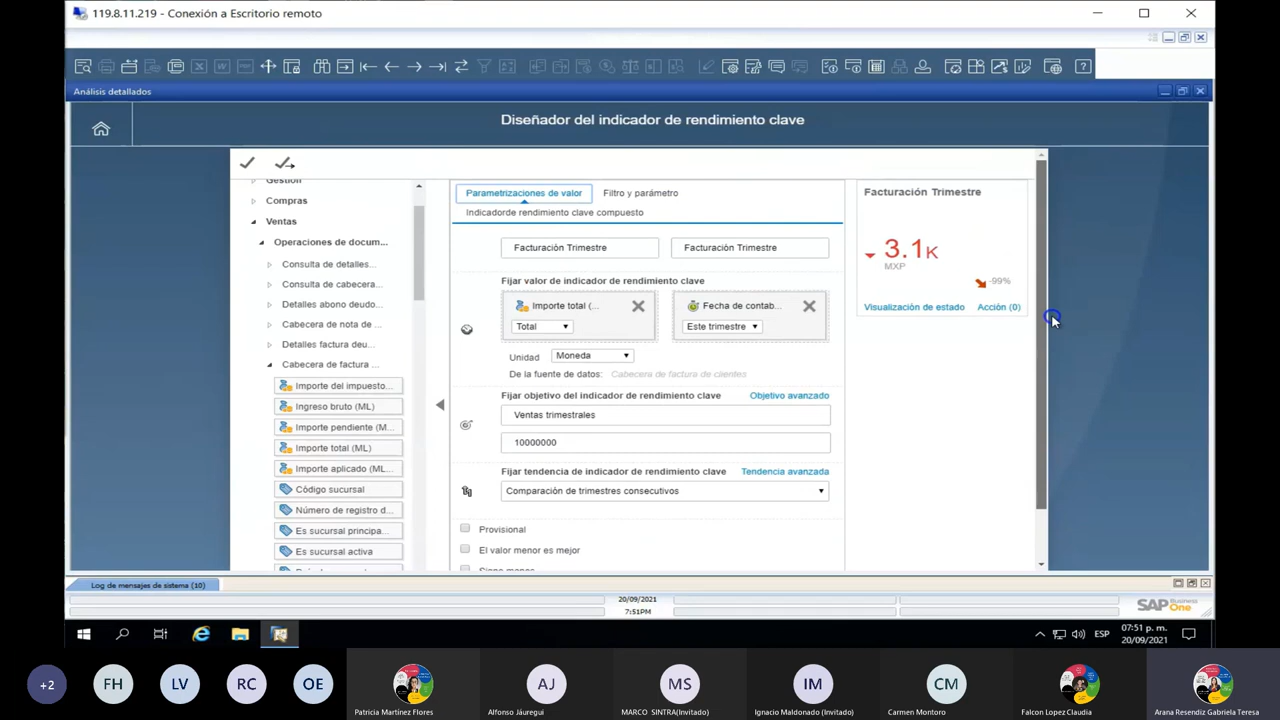 119.8.11.219 - Conexión a Escritorio remoto
Análisis detallados
Diseñador del indicador de rendimiento clave
Gestión
Compras
Ventas
Operaciones de docum...
Consulta de detalles...
Consulta de cabecera...
Detalles abono deudo...
Cabecera de nota de ...
Detalles factura deu...
Cabecera de factura ...
Importe del impuesto...
Ingreso bruto (ML)
Importe pendiente (M...
Importe total (ML)
Importe aplicado (ML...
Código sucursal
Número de registro d...
Es sucursal principa...
Es sucursal activa
Parametrizaciones de valor
Filtro y parámetro
Indicadorde rendimiento clave compuesto
Facturación Trimestre
Facturación Trimestre
Fijar valor de indicador de rendimiento clave
Importe total (...
Total
Fecha de contab...
Este trimestre
Unidad Moneda
De la fuente de datos: Cabecera de factura de clientes
Fijar objetivo del indicador de rendimiento clave
Objetivo avanzado
Ventas trimestrales
10000000
Fijar tendencia de indicador de rendimiento clave
Tendencia avanzada
Comparación de trimestres consecutivos
Provisional
El valor menor es mejor
Facturación Trimestre
3.1K
MXP
-99%
Visualización de estado
Acción (0)
Log de mensajes de sistema (10)
20/09/2021
7:51PM
SAP Business One
ESP
07:51 p. m.
20/09/2021
+2
FH
LV
RC
OE
Patricia Martínez Flores
AJ
Alfonso Jáuregui
MS
MARCO SINTRA(Invitado)
IM
Ignacio Maldonado (Invitado)
CM
Carmen Montoro
Falcon Lopez Claudia
Arana Resendiz Gabriela Teresa